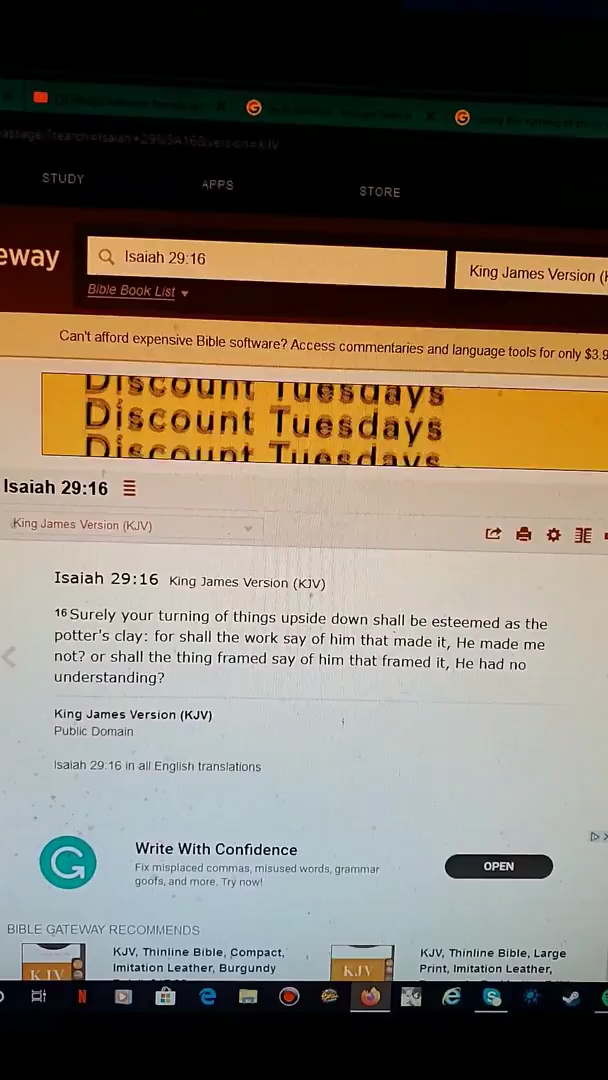 STUDY
APPS
STORE
eway
Isaiah 29:16
King James Version (
Bible Book List
Can't afford expensive Bible software? Access commentaries and language tools for only $3.9
Discount Tuesdays
Discount Tuesdays
Discount Tuesdays
Isaiah 29:16
King James Version (KJV)
Isaiah 29:16 King James Version (KJV)
16 Surely your turning of things upside down shall be esteemed as the
potter's clay: for shall the work say of him that made it, He made me
not? or shall the thing framed say of him that framed it, He had no
understanding?
King James Version (KJV)
Public Domain
Isaiah 29:16 in all English translations
Write With Confidence
Fix misplaced commas, misused words, grammar
goofs, and more. Try now!
OPEN
BIBLE GATEWAY RECOMMENDS
KJV, Thinline Bible, Compact,
Imitation Leather, Burgundy
KJV
KJV, Thinline Bible, Large
Print, Imitation Leather,
KJV